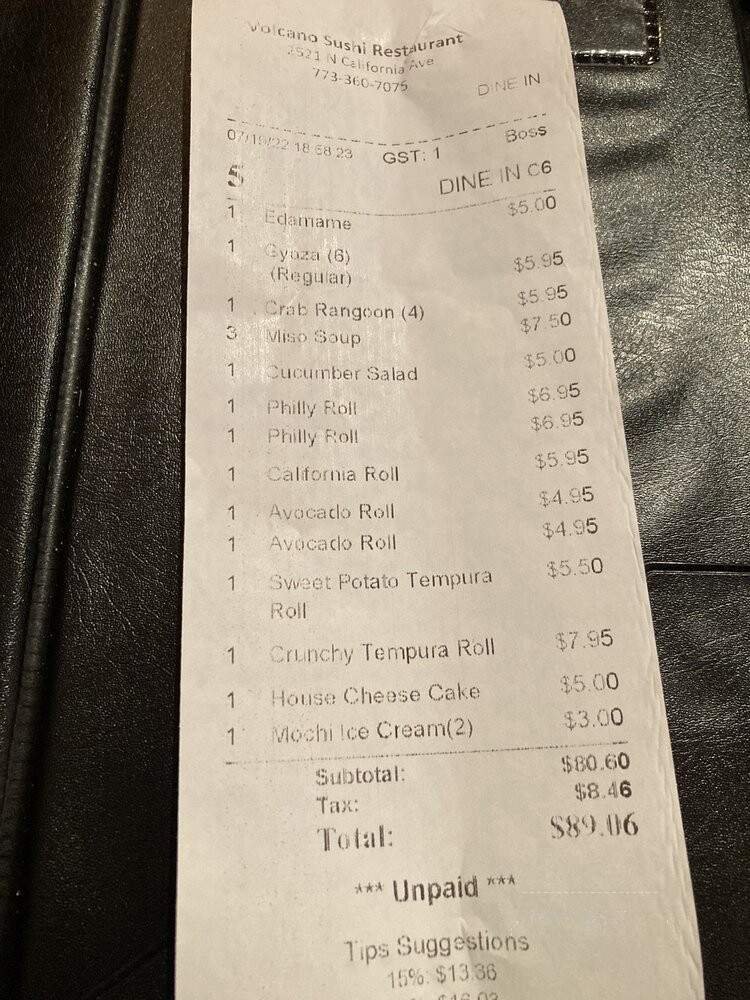 Volcano Sushi Restaurant
2521 N California Ave
773-360-7075
DINE IN
07/19/22 18 58 23 GST: 1 Boss
5 DINE IN C6
1 Edamame $5.00
1 Gyoza (6) $5.95
(Regular)
1 Crab Rangoon (4) $5.95
3 Miso Soup $7.50
1 Cucumber Salad $5.00
1 Philly Roll $6.95
1 Philly Roll $6.95
1 California Roll $5.95
1 Avocado Roll $4.95
1 Avocado Roll $4.95
1 Sweet Potato Tempura $5.50
Roll
1 Crunchy Tempura Roll $7.95
1 House Cheese Cake $5.00
1 Mochi Ice Cream(2) $3.00
Subtotal: $80.60
Tax: $8.46
Total: $89.06
*** Unpaid ***
Tips Suggestions
15%: $13.36